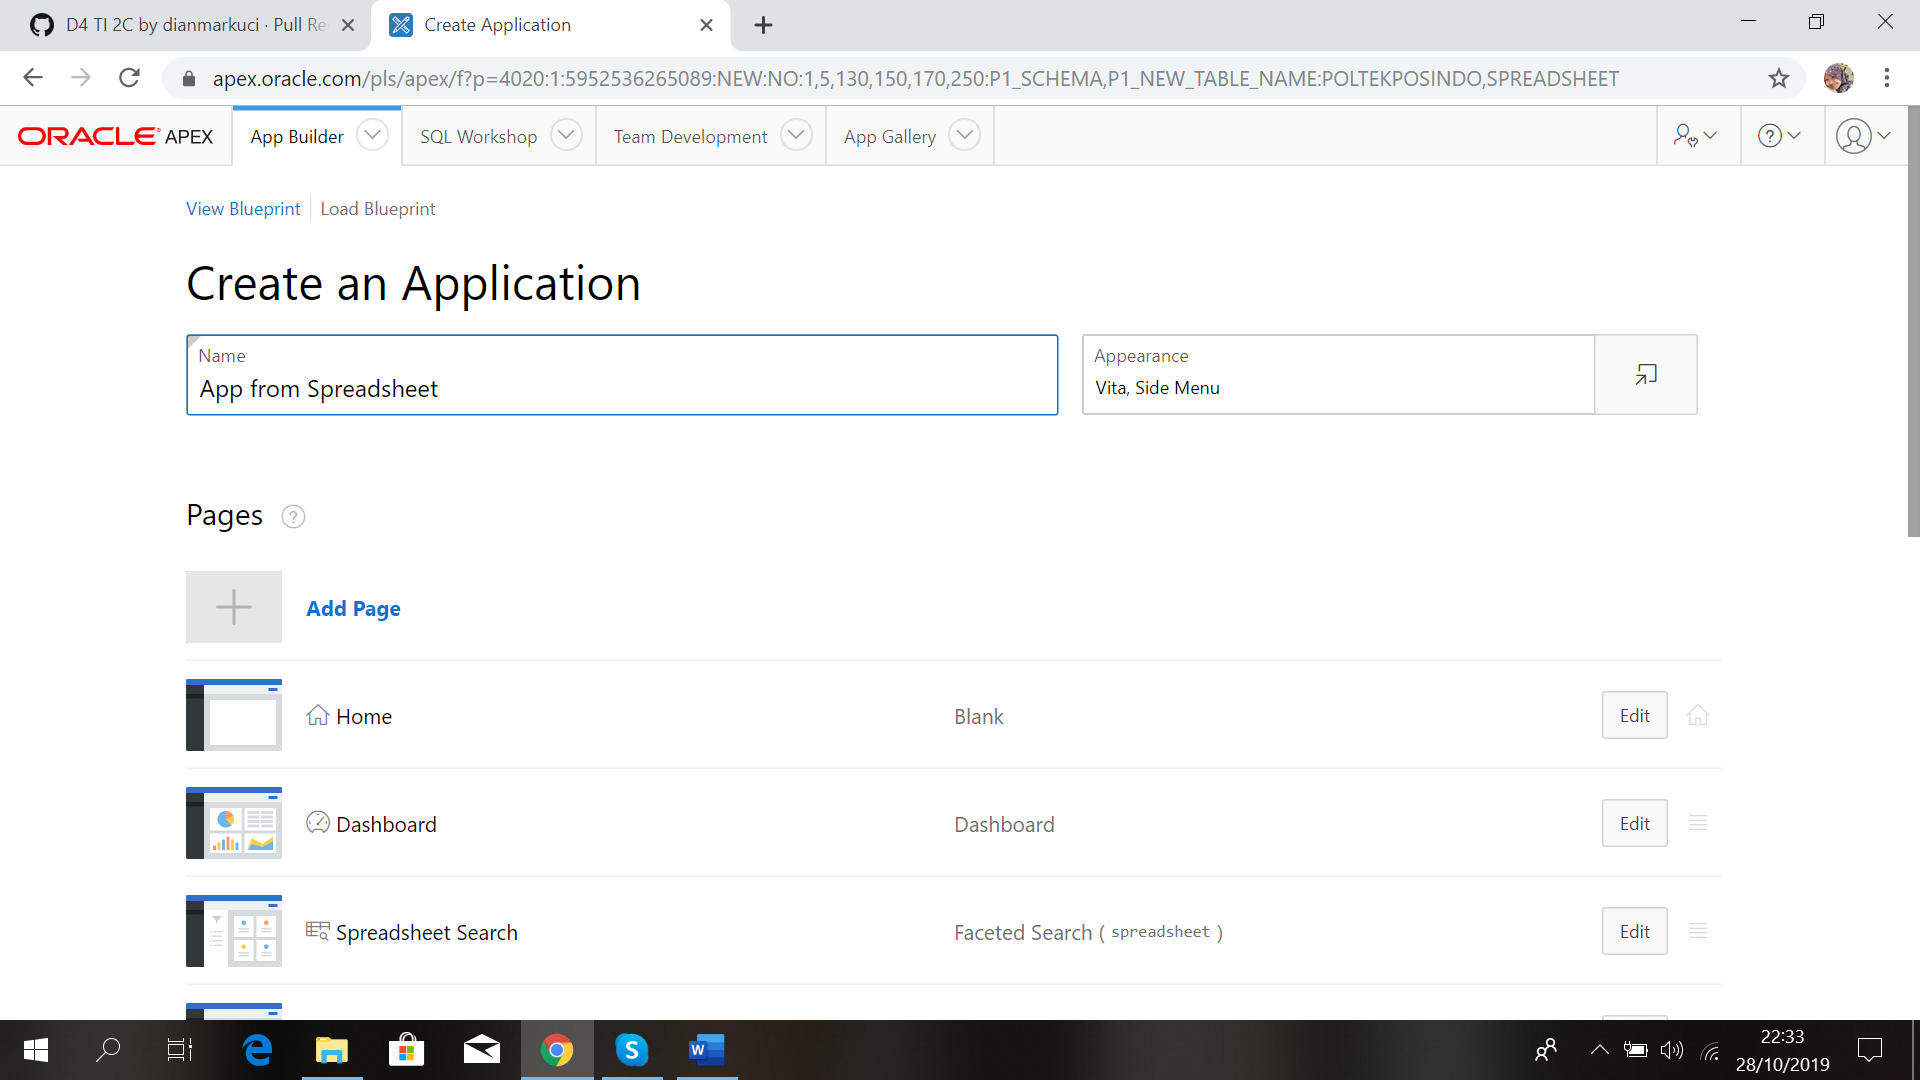 D4 TI 2C by dianmarkuci · Pull Re
Create Application
apex.oracle.com/pls/apex/f?p=4020:1:5952536265089:NEW:NO:1,5,130,150,170,250:P1_SCHEMA,P1_NEW_TABLE_NAME:POLTEKPOSINDO,SPREADSHEET
ORACLE APEX
App Builder
SQL Workshop
Team Development
App Gallery
View Blueprint
Load Blueprint
Create an Application
Name
App from Spreadsheet
Appearance
Vita, Side Menu
Pages
Add Page
Home
Blank
Edit
Dashboard
Dashboard
Edit
Spreadsheet Search
Faceted Search ( spreadsheet )
Edit
22:33
28/10/2019